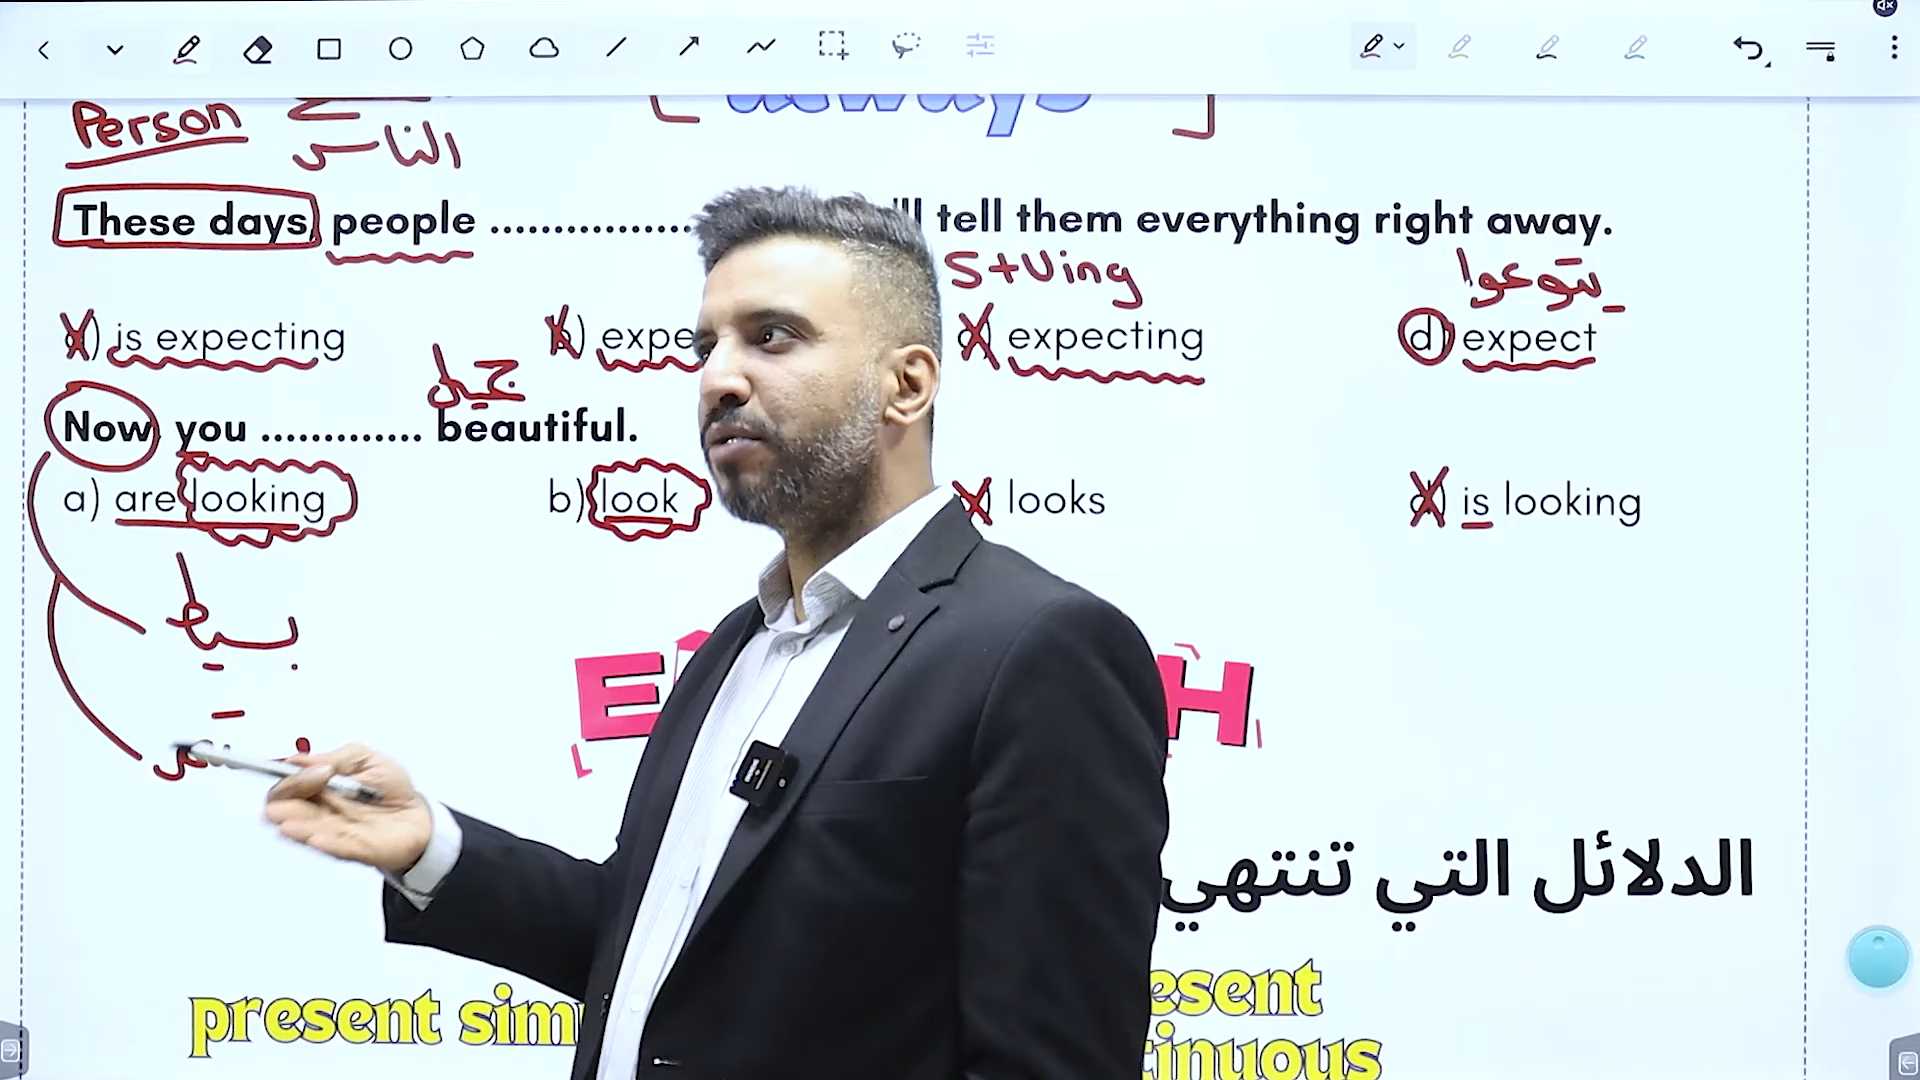 always
Person
الناس
These days, people ............... 'll tell them everything right away.
S+Ving
يتوقعوا
a) is expecting expe c) expecting d) expect
جميل
Now, you ............. beautiful.
a) are looking b) look c) looks d) is looking
بسيط
E H
الدلائل التي تنتهي
present sim esent
tinuous